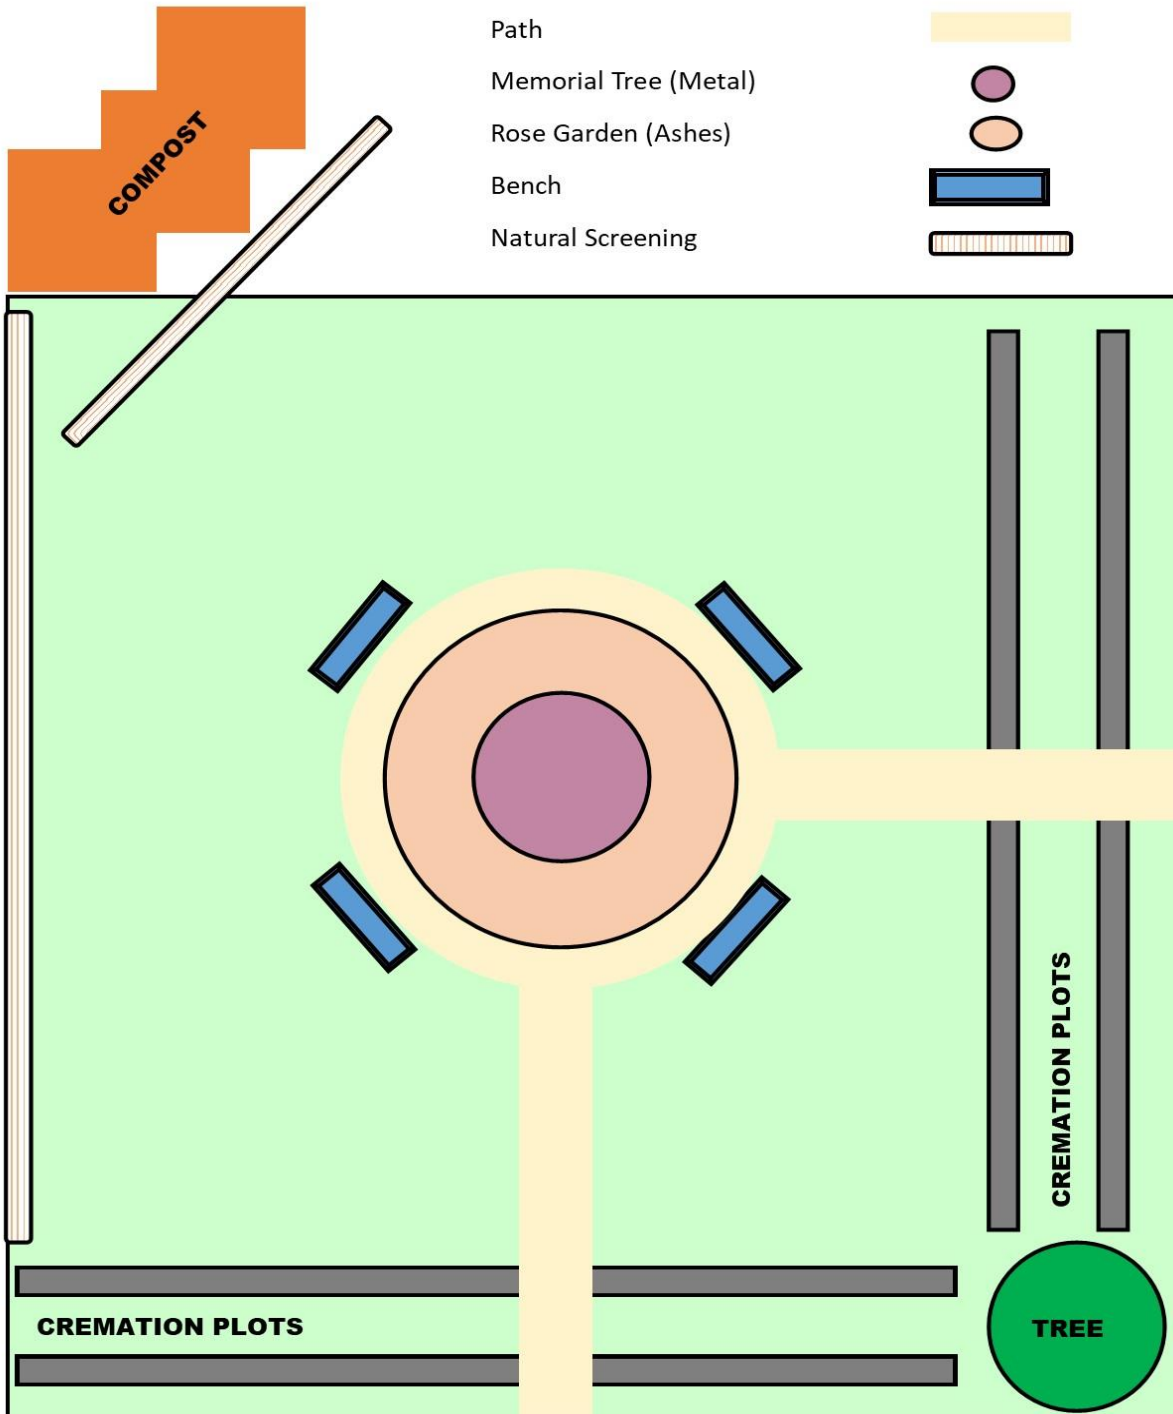 Path
Memorial Tree (Metal)
Rose Garden (Ashes)
Bench
Natural Screening
COMPOST
CREMATION PLOTS
CREMATION PLOTS
TREE